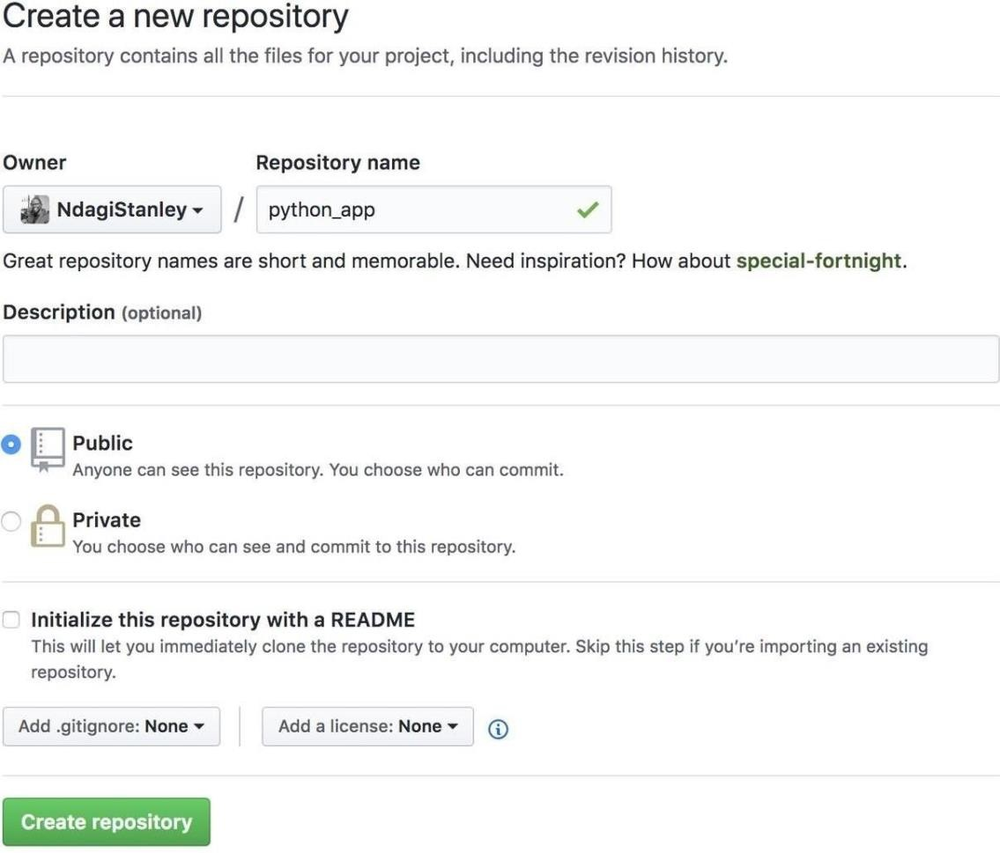 Create a new repository
A repository contains all the files for your project, including the revision history.
Owner
Repository name
NdagiStanley
/
python_app
Great repository names are short and memorable. Need inspiration? How about special-fortnight.
Description (optional)
Public
Anyone can see this repository. You choose who can commit.
Private
You choose who can see and commit to this repository.
Initialize this repository with a README
This will let you immediately clone the repository to your computer. Skip this step if you’re importing an existing
repository.
Add .gitignore: None
Add a license: None
Create repository